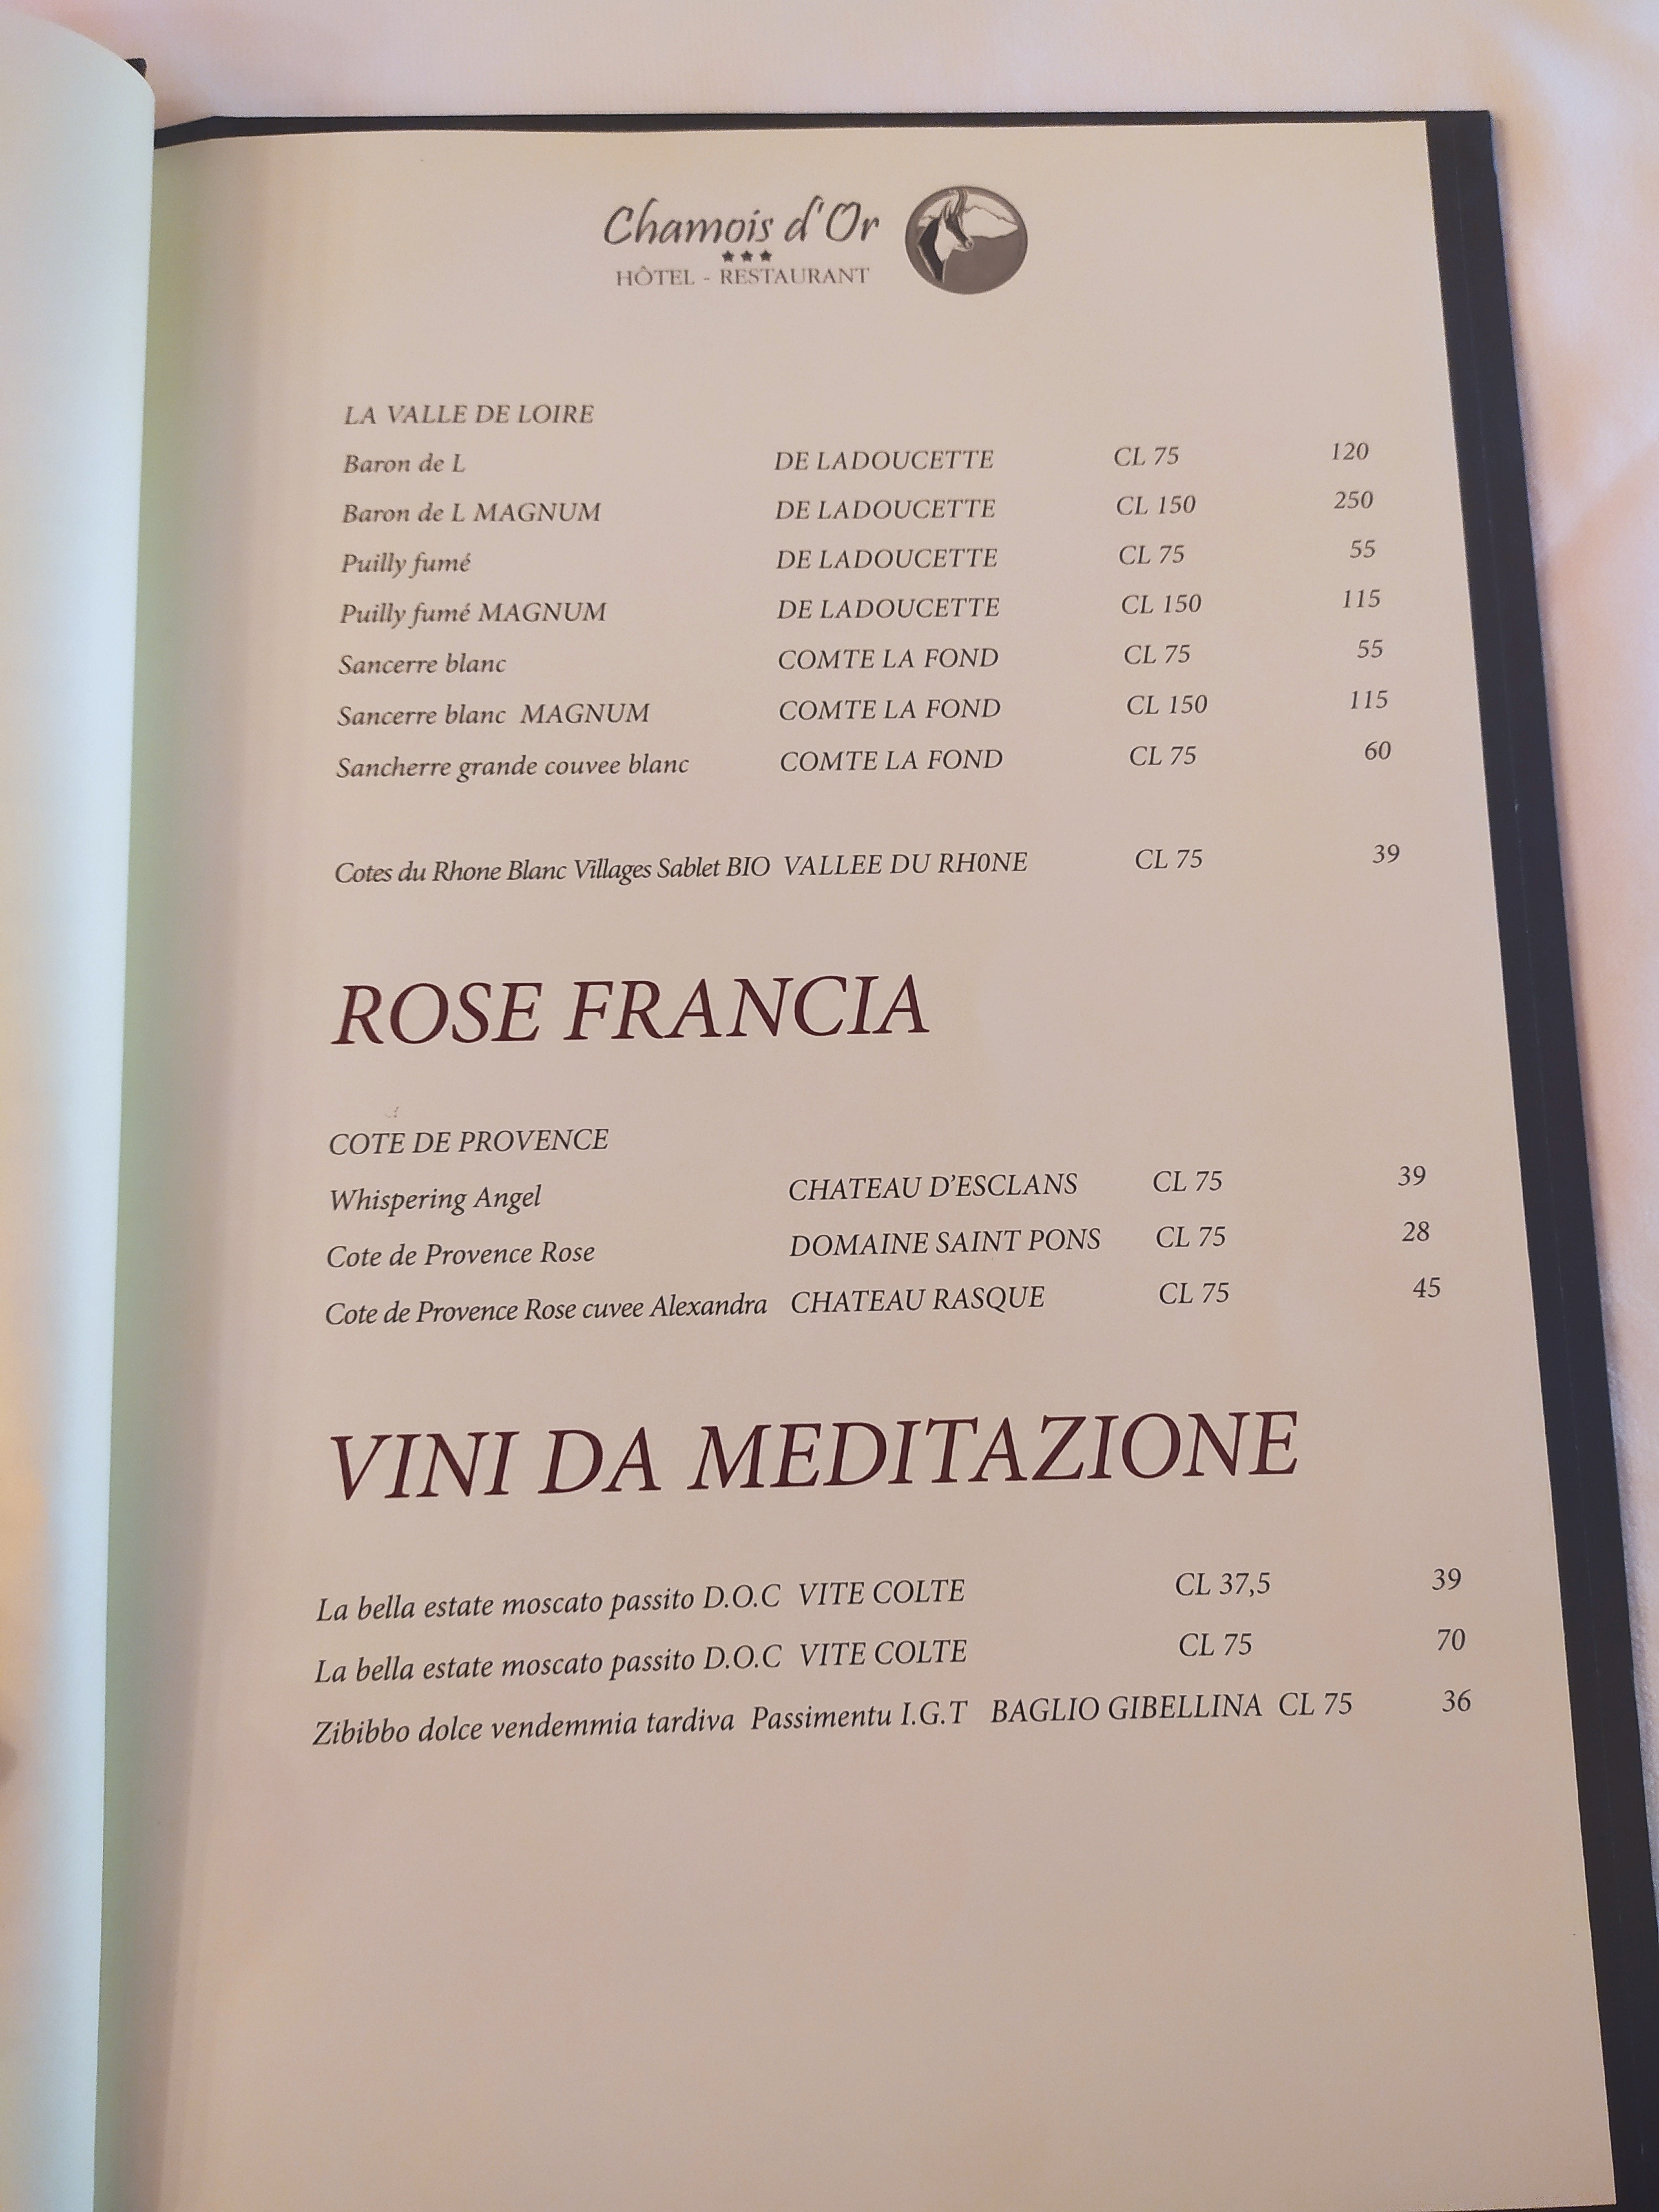 Chamois d'Or
HÔTEL - RESTAURANT
LA VALLE DE LOIRE
Baron de L DE LADOUCETTE CL 75 120
Baron de L MAGNUM DE LADOUCETTE CL 150 250
Puilly fumé DE LADOUCETTE CL 75 55
Puilly fumé MAGNUM DE LADOUCETTE CL 150 115
Sancerre blanc COMTE LA FOND CL 75 55
Sancerre blanc MAGNUM COMTE LA FOND CL 150 115
Sancherre grande couvee blanc COMTE LA FOND CL 75 60
Cotes du Rhone Blanc Villages Sablet BIO VALLEE DU RH0NE CL 75 39
ROSE FRANCIA
COTE DE PROVENCE
Whispering Angel CHATEAU D'ESCLANS CL 75 39
Cote de Provence Rose DOMAINE SAINT PONS CL 75 28
Cote de Provence Rose cuvee Alexandra CHATEAU RASQUE CL 75 45
VINI DA MEDITAZIONE
La bella estate moscato passito D.O.C VITE COLTE CL 37,5 39
La bella estate moscato passito D.O.C VITE COLTE CL 75 70
Zibibbo dolce vendemmia tardiva Passimentu I.G.T BAGLIO GIBELLINA CL 75 36